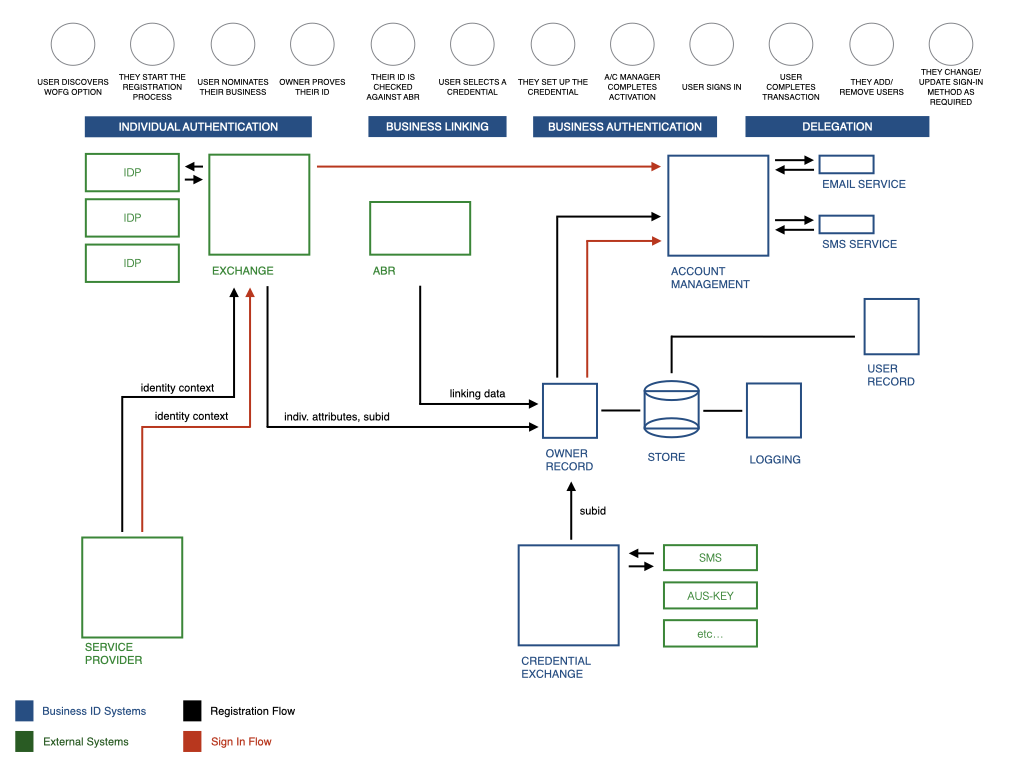 USER DISCOVERS
WOFG OPTION
THEY START THE
REGISTRATION
PROCESS
USER NOMINATES
THEIR BUSINESS
OWNER PROVES
THEIR ID
THEIR ID IS
CHECKED
AGAINST ABR
USER SELECTS A
CREDENTIAL
THEY SET UP THE
CREDENTIAL
A/C MANAGER
COMPLETES
ACTIVATION
USER SIGNS IN
USER
COMPLETES
TRANSACTION
THEY ADD/
REMOVE USERS
THEY CHANGE/
UPDATE SIGN-IN
METHOD AS
REQUIRED
INDIVIDUAL AUTHENTICATION
BUSINESS LINKING
BUSINESS AUTHENTICATION
DELEGATION
IDP
IDP
IDP
EXCHANGE
ABR
ACCOUNT
MANAGEMENT
EMAIL SERVICE
SMS SERVICE
USER
RECORD
identity context
identity context
linking data
indiv. attributes, subid
OWNER
RECORD
STORE
LOGGING
subid
SERVICE
PROVIDER
CREDENTIAL
EXCHANGE
SMS
AUS-KEY
etc...
Business ID Systems
Registration Flow
External Systems
Sign In Flow